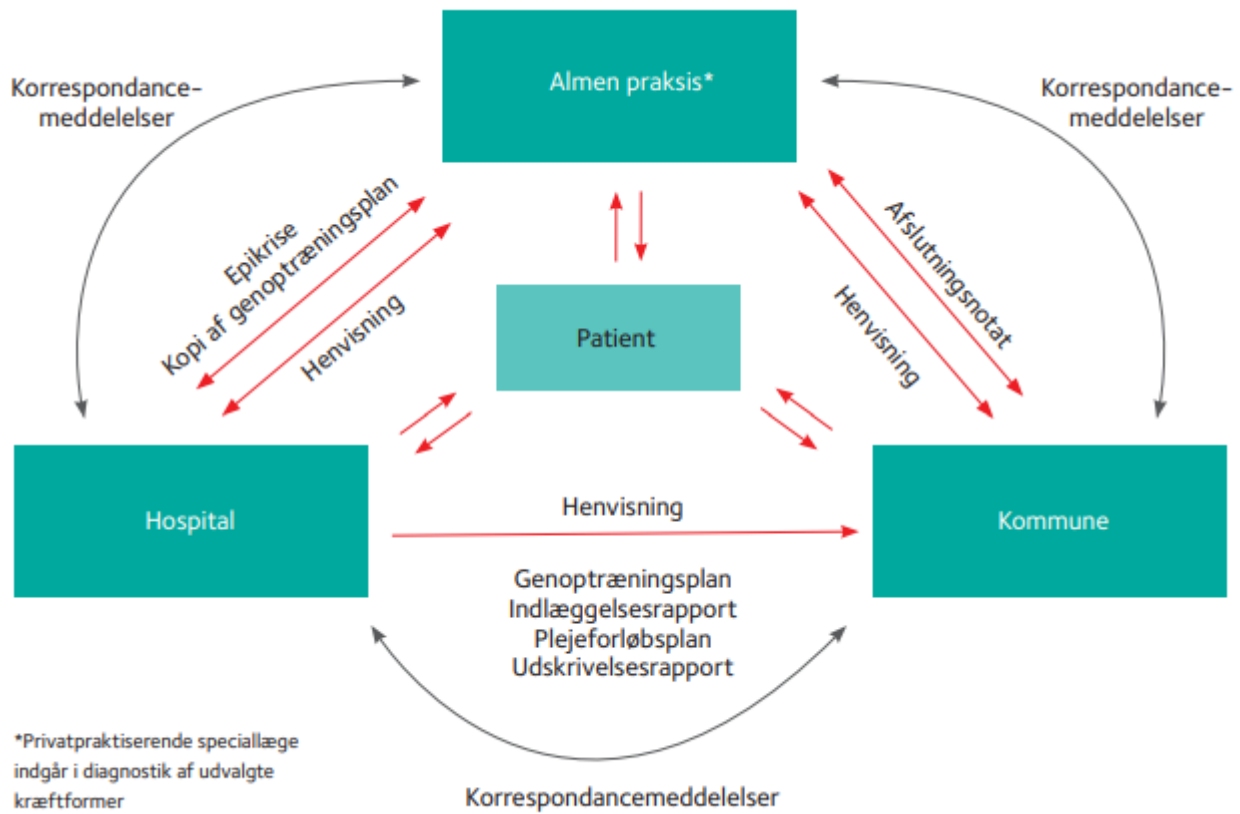 Almen praksis*
Korrespondance-
meddelelser
Korrespondance-
meddelelser
Epikrise
Kopi af genoptræningsplan
Henvisning
Afslutningsnotat
Henvisning
Patient
Hospital
Kommune
Henvisning
Genoptræningsplan
Indlæggelsesrapport
Plejeforløbsplan
Udskrivelsesrapport
*Privatpraktiserende speciallæge
indgår i diagnostik af udvalgte
kræftformer
Korrespondancemeddelelser